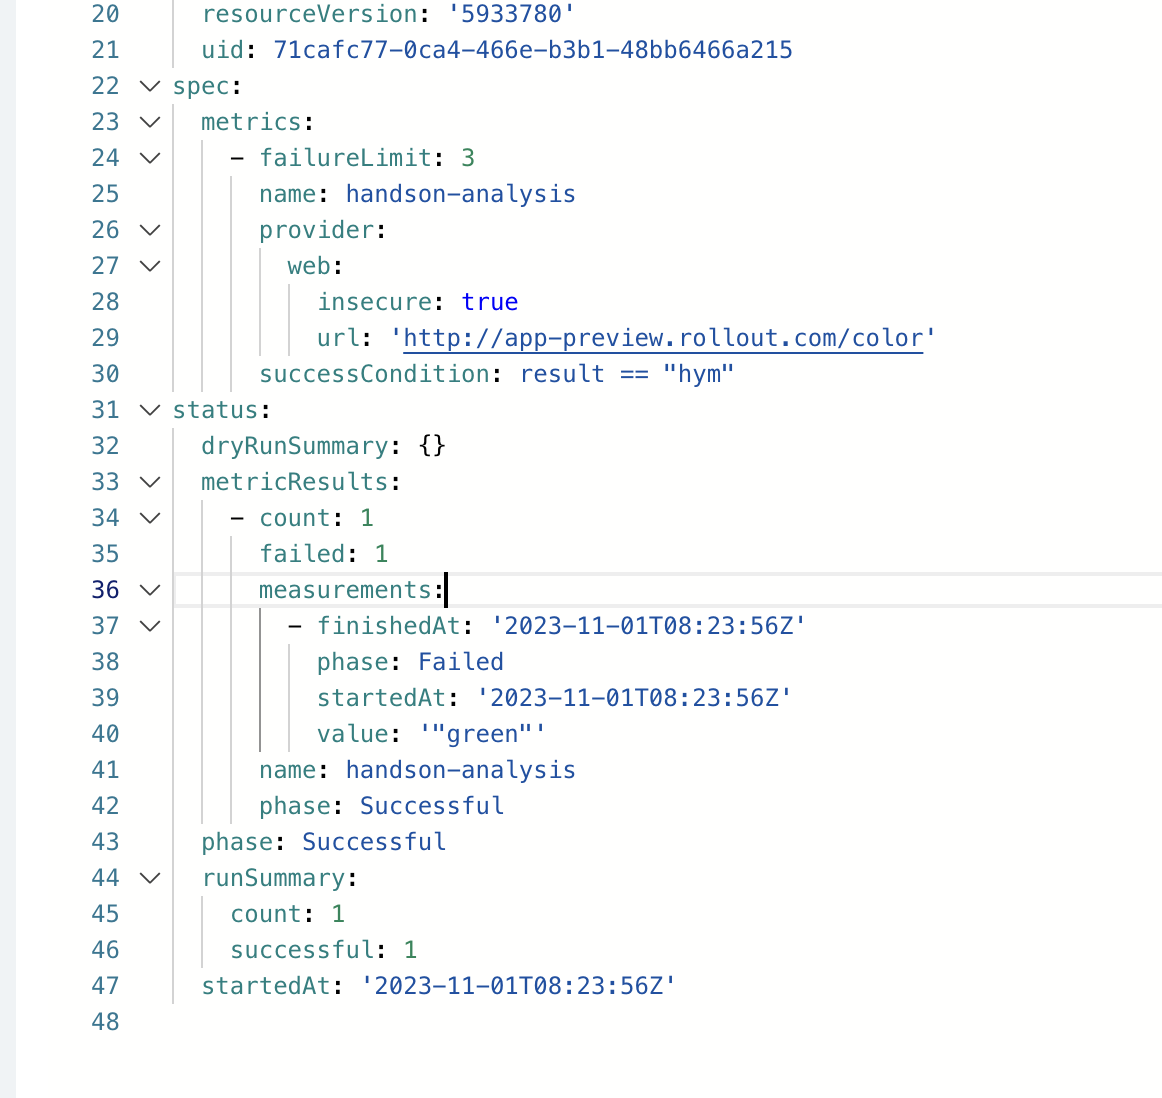 20 resourceVersion: '5933780'
21 uid: 71cafc77-0ca4-466e-b3b1-48bb6466a215
22 spec:
23 metrics:
24 - failureLimit: 3
25 name: handson-analysis
26 provider:
27 web:
28 insecure: true
29 url: 'http://app-preview.rollout.com/color'
30 successCondition: result == "hym"
31 status:
32 dryRunSummary: {}
33 metricResults:
34 - count: 1
35 failed: 1
36 measurements:
37 - finishedAt: '2023-11-01T08:23:56Z'
38 phase: Failed
39 startedAt: '2023-11-01T08:23:56Z'
40 value: '"green"'
41 name: handson-analysis
42 phase: Successful
43 phase: Successful
44 runSummary:
45 count: 1
46 successful: 1
47 startedAt: '2023-11-01T08:23:56Z'
48